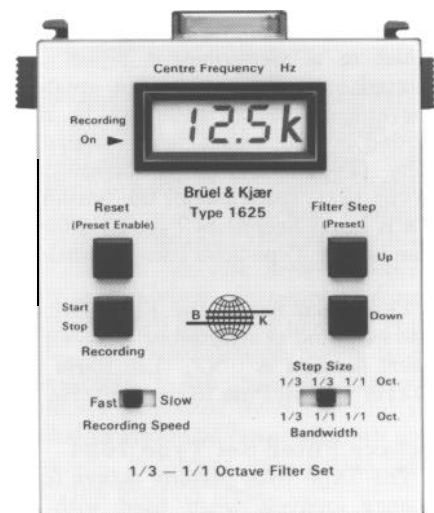 Centre Frequency Hz
12.5k
Recording
On
Brüel & Kjær
Type 1625
Reset
(Preset Enable)
Filter Step
(Preset)
Up
Start
Stop
Down
B K
Recording
Step Size
1/3 1/3 1/1 Oct.
Fast Slow
1/3 1/1 1/1 Oct.
Recording Speed
Bandwidth
1/3 — 1/1 Octave Filter Set